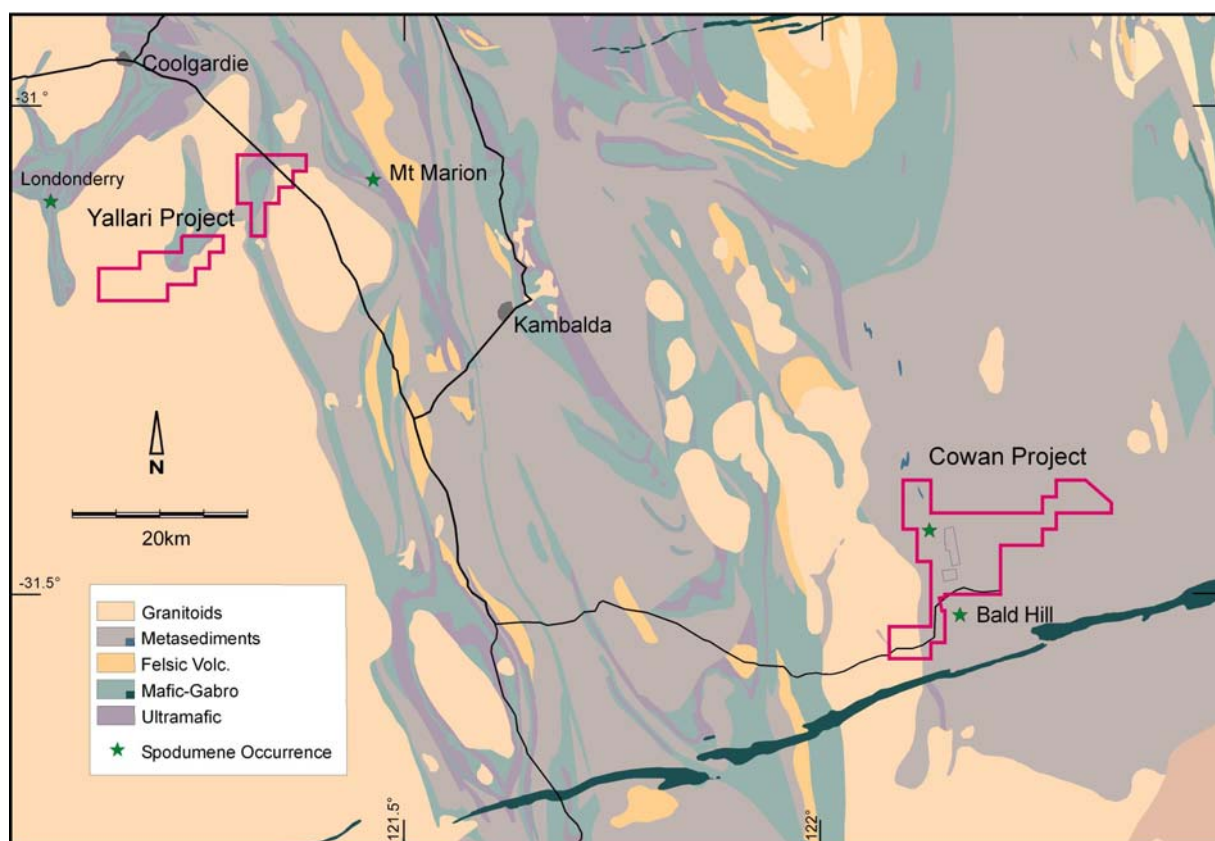 Coolgardie
-31°
Londonderry
Mt Marion
Yallari Project
Kambalda
N
20km
Cowan Project
-31.5°
Bald Hill
Granitoids
Metasediments
Felsic Volc.
Mafic-Gabro
Ultramafic
Spodumene Occurrence
121.5°
122°